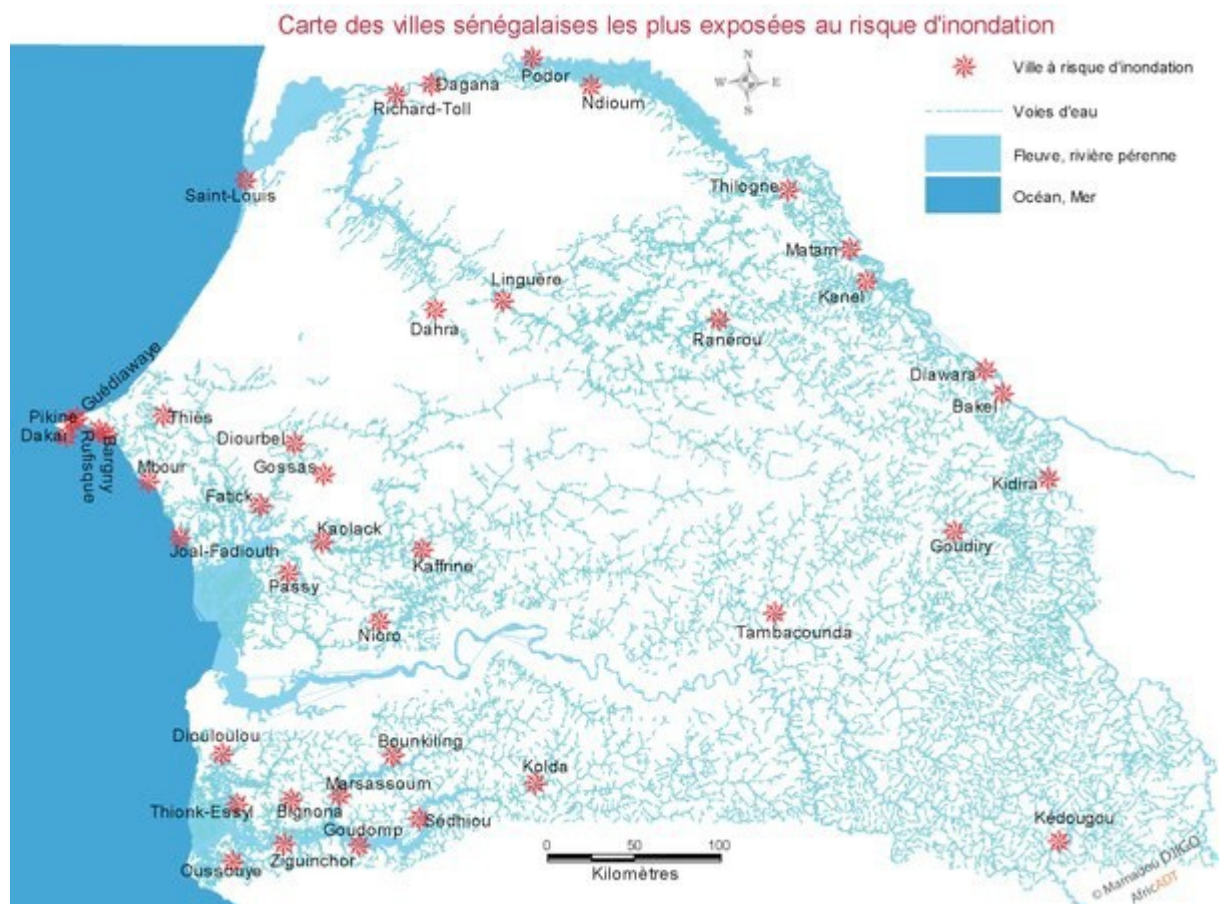 Carte des villes sénégalaises les plus exposées au risque d'inondation
N
W E
S
Ville à risque d'inondation
Voies d'eau
Fleuve, rivière pérenne
Océan, Mer
Podor
Dagana
Richard-Toll
Ndioum
Saint-Louis
Thilogne
Matam
Kanel
Linguère
Dahra
Ranérou
Diawara
Bakel
Guédiawaye
Pikine
Dakar
Rufisque
Bargny
Thiès
Diourbel
Gossas
Mbour
Fatick
Kidira
Kaolack
Goudiry
Joal-Fadiouth
Kaffrine
Passy
Nioro
Tambacounda
Diouloulou
Bounkiling
Kolda
Marsassoum
Thionk-Essyl
Bignona
Sédhiou
Goudomp
Kédougou
Ziguinchor
Oussouye
0 50 100
Kilomètres
© Mamadou DJIGO
AfricADT